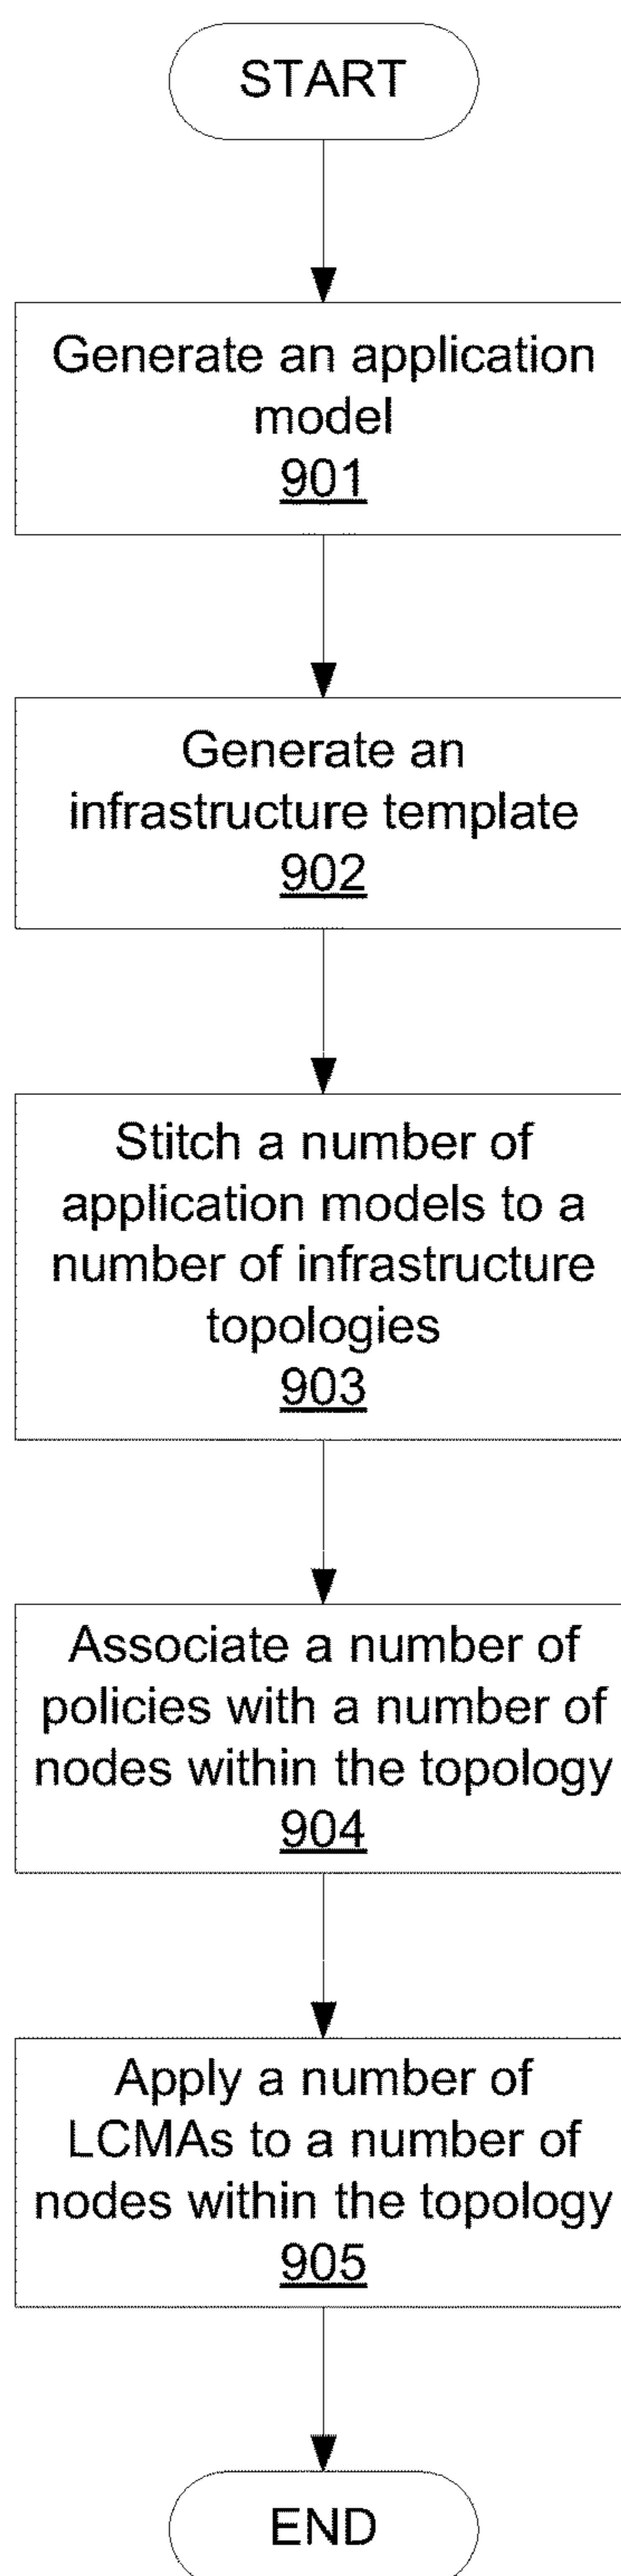 START
Generate an application
model
901
Generate an
infrastructure template
902
Stitch a number of
application models to a
number of infrastructure
topologies
903
Associate a number of
policies with a number of
nodes within the topology
904
Apply a number of
LCMAs to a number of
nodes within the topology
905
END